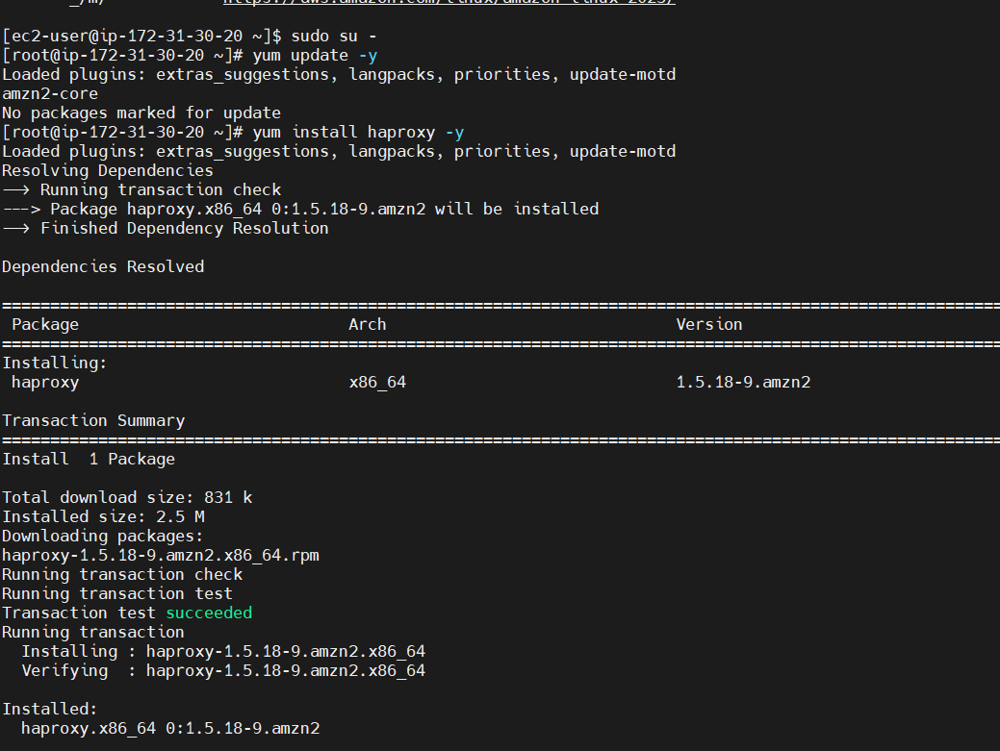 https://aws.amazon.com/linux/amazon-linux-2023/
[ec2-user@ip-172-31-30-20 ~]$ sudo su -
[root@ip-172-31-30-20 ~]# yum update -y
Loaded plugins: extras_suggestions, langpacks, priorities, update-motd
amzn2-core
No packages marked for update
[root@ip-172-31-30-20 ~]# yum install haproxy -y
Loaded plugins: extras_suggestions, langpacks, priorities, update-motd
Resolving Dependencies
--> Running transaction check
---> Package haproxy.x86_64 0:1.5.18-9.amzn2 will be installed
--> Finished Dependency Resolution
Dependencies Resolved
Package Arch Version
Installing:
haproxy x86_64 1.5.18-9.amzn2
Transaction Summary
Install 1 Package
Total download size: 831 k
Installed size: 2.5 M
Downloading packages:
haproxy-1.5.18-9.amzn2.x86_64.rpm
Running transaction check
Running transaction test
Transaction test succeeded
Running transaction
Installing : haproxy-1.5.18-9.amzn2.x86_64
Verifying : haproxy-1.5.18-9.amzn2.x86_64
Installed:
haproxy.x86_64 0:1.5.18-9.amzn2